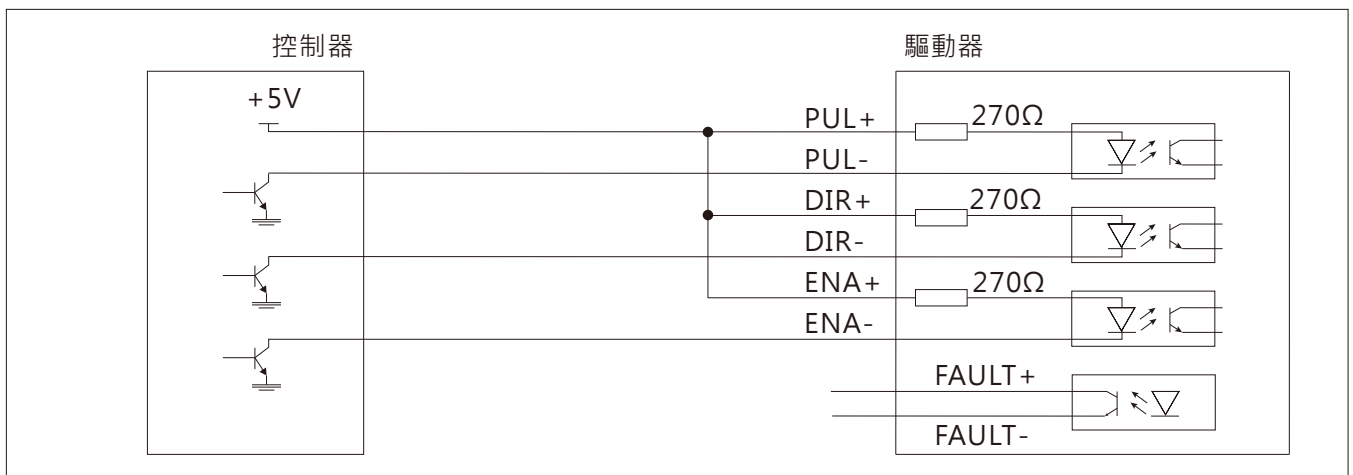 控制器
驅動器
+5V
PUL+
270Ω
PUL-
DIR+
270Ω
DIR-
ENA+
270Ω
ENA-
FAULT+
FAULT-